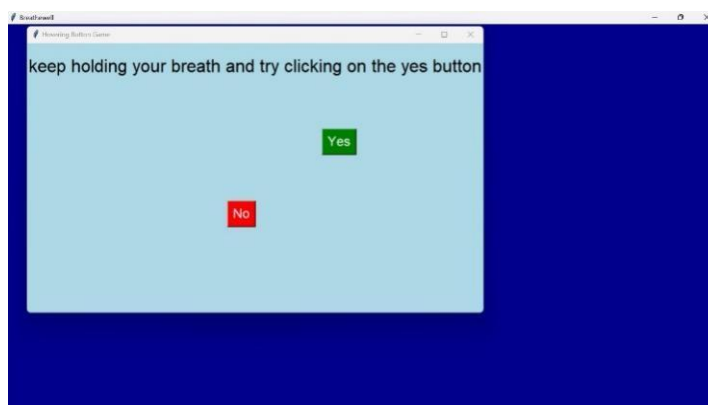 Breathewell
Hovering Button Game
keep holding your breath and try clicking on the yes button
Yes
No